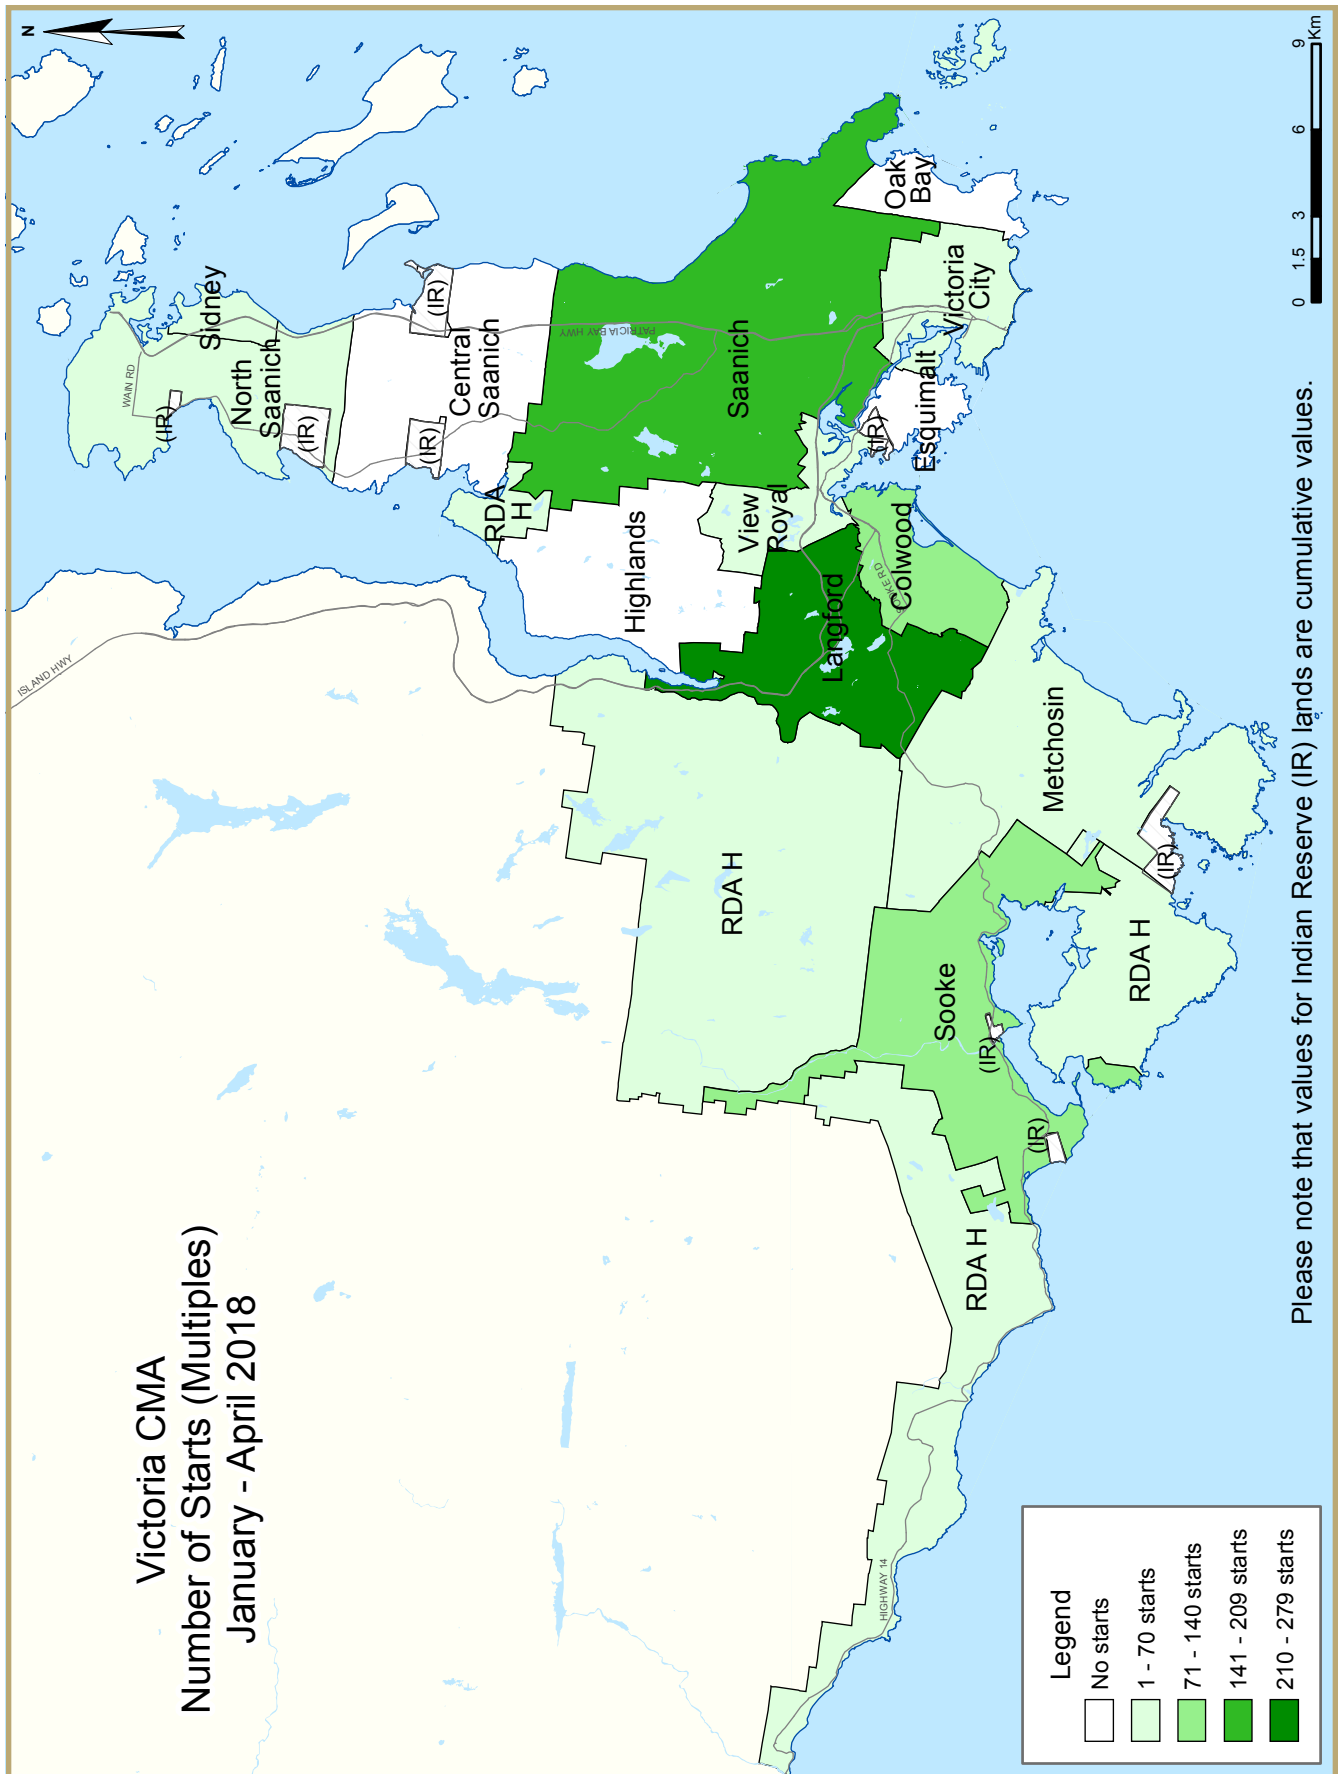 Victoria CMA
Number of Starts (Multiples)
January - April 2018
N
ISLAND HWY
WAIN RD
(IR)
Sidney
North
Saanich
(IR)
(IR)
Central
Saanich
(IR)
RDA
H
PATRICIA BAY HWY
Saanich
Highlands
View
Royal
Oak
Bay
Victoria
City
Esquimalt
(IR)
Langford
Colwood
SOOKE RD
Metchosin
RDA H
Sooke
(IR)
(IR)
RDA H
(IR)
RDA H
HIGHWAY 14
Legend
No starts
1 - 70 starts
71 - 140 starts
141 - 209 starts
210 - 279 starts
0 1.5 3 6 9
Km
Please note that values for Indian Reserve (IR) lands are cumulative values.